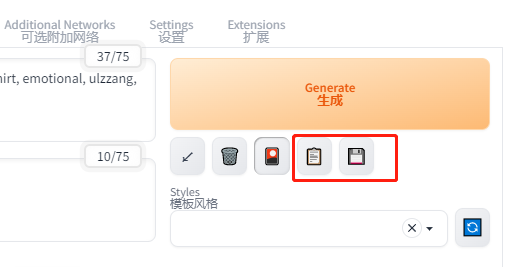 Additional Networks
可选附加网络
Settings
设置
Extensions
扩展
37/75
hirt, emotional, ulzzang,
Generate
生成
10/75
Styles
模板风格